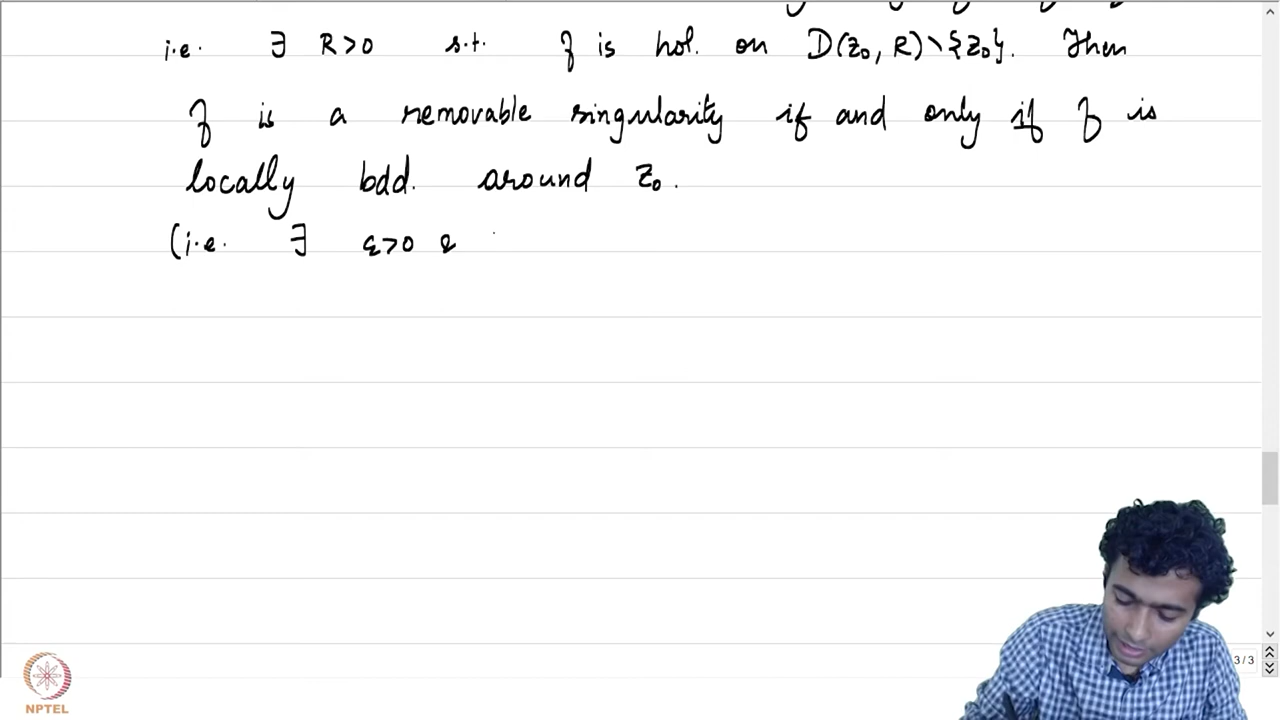 i.e. ∃ R>0 s.t. f is hol. on D(z₀, R)∖{z₀}. Then
f is a removable singularity if and only if f is
locally bdd. around z₀.
(i.e. ∃ ε>0 &
3/3
NPTEL